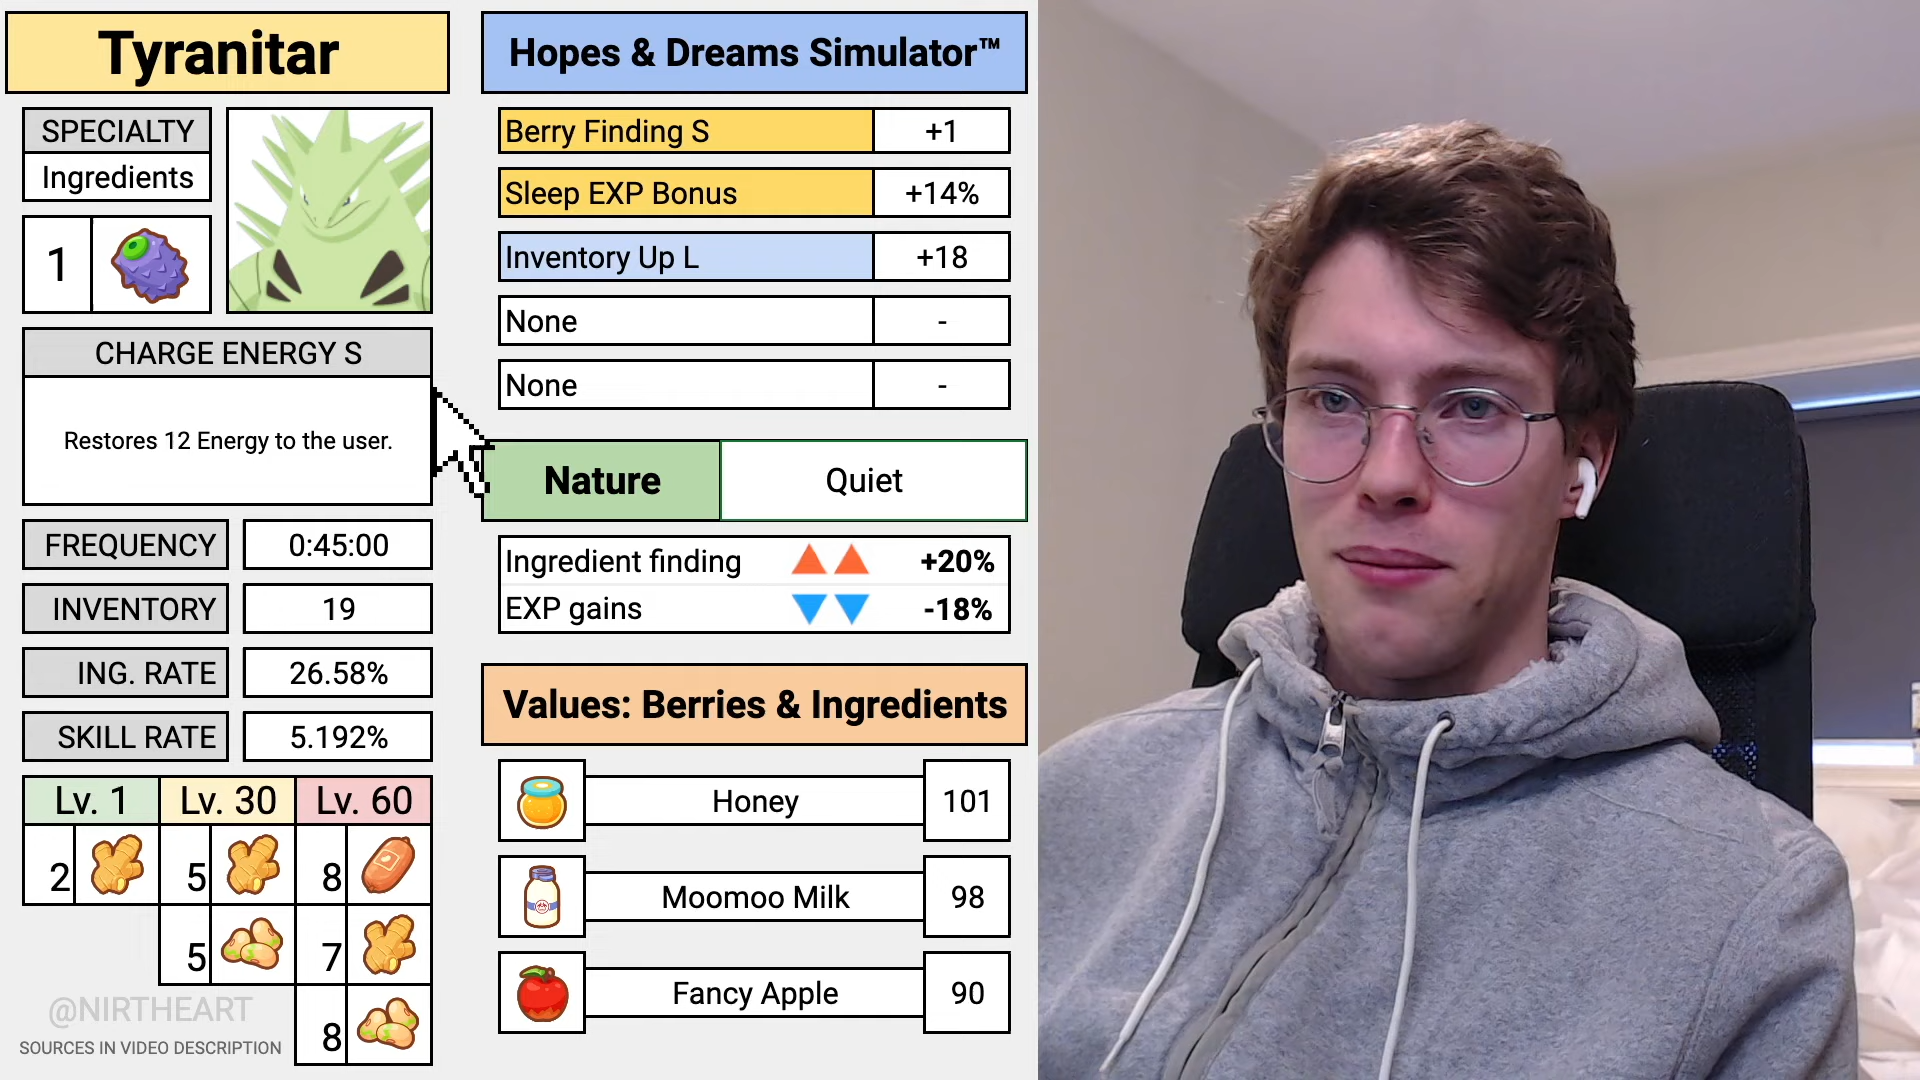 Tyranitar
SPECIALTY
Ingredients
1
CHARGE ENERGY S
Restores 12 Energy to the user.
FREQUENCY 0:45:00
INVENTORY 19
ING. RATE 26.58%
SKILL RATE 5.192%
Lv. 1 Lv. 30 Lv. 60
2 5 8
5 7
8
@NIRTHEART
SOURCES IN VIDEO DESCRIPTION
Hopes & Dreams Simulator™
Berry Finding S +1
Sleep EXP Bonus +14%
Inventory Up L +18
None -
None -
Nature Quiet
Ingredient finding +20%
EXP gains -18%
Values: Berries & Ingredients
Honey 101
Moomoo Milk 98
Fancy Apple 90